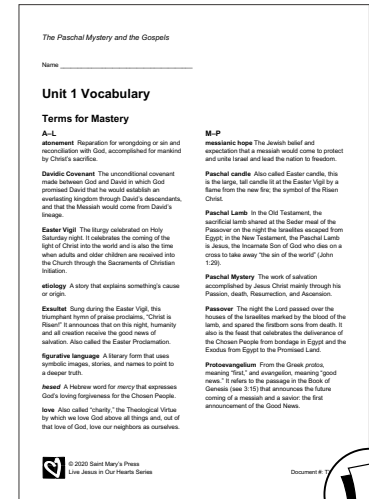 The Paschal Mystery and the Gospels
Name
Unit 1 Vocabulary
Terms for Mastery
A–L
atonement Reparation for wrongdoing or sin and
reconciliation with God, accomplished for mankind
by Christ's sacrifice.
Davidic Covenant The unconditional covenant
made between God and David in which God
promised David that he would establish an
everlasting kingdom through David's descendants,
and that the Messiah would come from David's
lineage.
Easter Vigil The liturgy celebrated on Holy
Saturday night. It celebrates the coming of the
light of Christ into the world and is also the time
when adults and older children are received into
the Church through the Sacraments of Christian
Initiation.
etiology A story that explains something's cause
or origin.
Exsultet Sung during the Easter Vigil, this
triumphant hymn of praise proclaims, "Christ is
Risen!" It announces that on this night, humanity
and all creation receive the good news of
salvation. Also called the Easter Proclamation.
figurative language A literary form that uses
symbolic images, stories, and names to point to
a deeper truth.
hesed A Hebrew word for mercy that expresses
God's loving forgiveness for the Chosen People.
love Also called "charity," the Theological Virtue
by which we love God above all things and, out of
that love of God, love our neighbors as ourselves.
M–P
messianic hope The Jewish belief and
expectation that a messiah would come to protect
and unite Israel and lead the nation to freedom.
Paschal candle Also called Easter candle, this
is the large, tall candle lit at the Easter Vigil by a
flame from the new fire; the symbol of the Risen
Christ.
Paschal Lamb In the Old Testament, the
sacrificial lamb shared at the Seder meal of the
Passover on the night the Israelites escaped from
Egypt; in the New Testament, the Paschal Lamb
is Jesus, the Incarnate Son of God who dies on a
cross to take away "the sin of the world" (John
1:29).
Paschal Mystery The work of salvation
accomplished by Jesus Christ mainly through his
Passion, death, Resurrection, and Ascension.
Passover The night the Lord passed over the
houses of the Israelites marked by the blood of the
lamb, and spared the firstborn sons from death. It
also is the feast that celebrates the deliverance of
the Chosen People from bondage in Egypt and the
Exodus from Egypt to the Promised Land.
Protoevangelium From the Greek protos,
meaning "first," and evangelion, meaning "good
news." It refers to the passage in the Book of
Genesis (see 3:15) that announces the future
coming of a messiah and a savior: the first
announcement of the Good News.
© 2020 Saint Mary's Press
Live Jesus in Our Hearts Series
Document #: